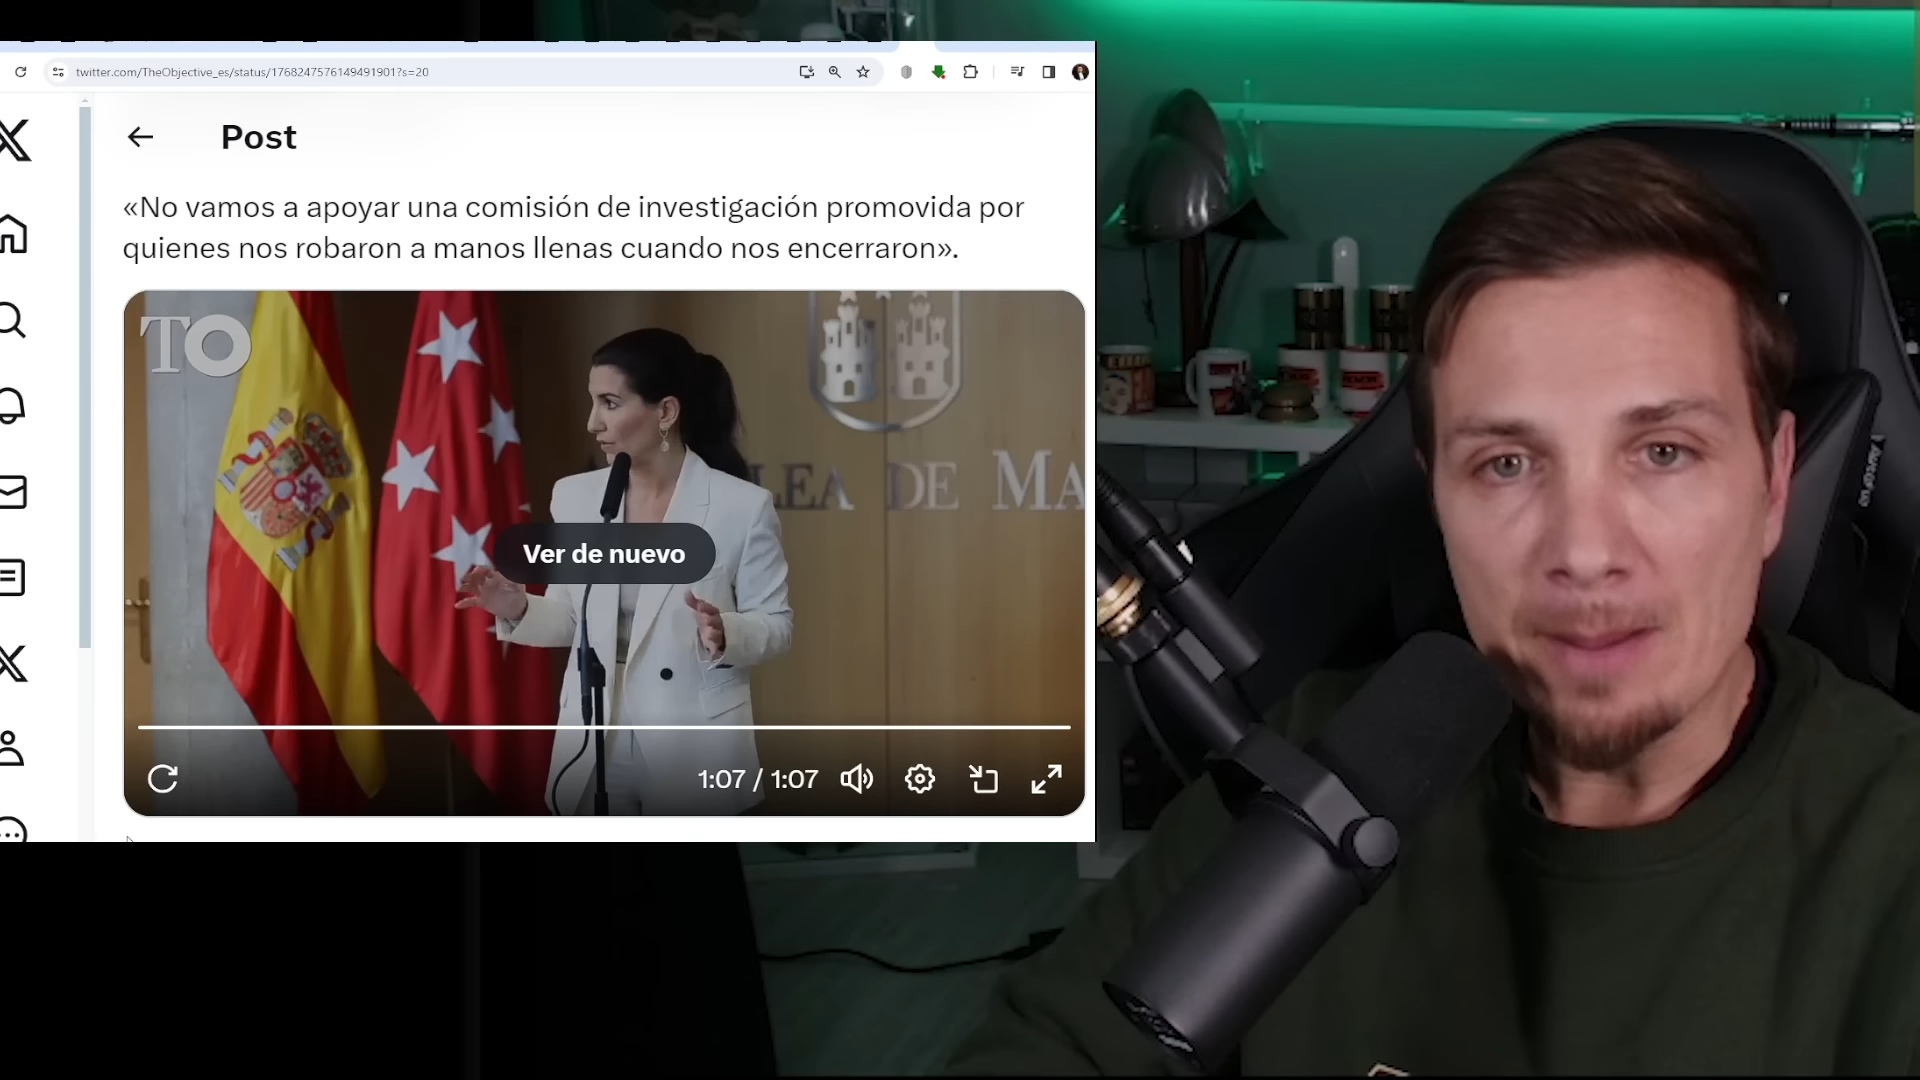 twitter.com/TheObjective_es/status/1768247576149491901?s=20
Post
«No vamos a apoyar una comisión de investigación promovida por
quienes nos robaron a manos llenas cuando nos encerraron».
TO
LEA DE MA
Ver de nuevo
1:07 / 1:07